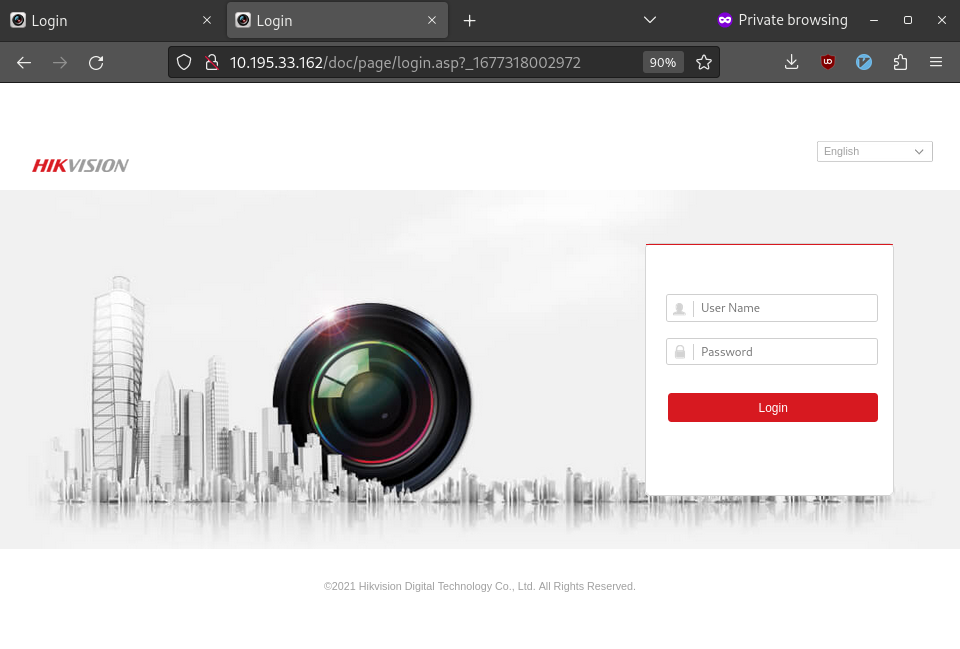 Login
Login
Private browsing
10.195.33.162/doc/page/login.asp?_1677318002972
90%
HIKVISION
English
User Name
Password
Login
©2021 Hikvision Digital Technology Co., Ltd. All Rights Reserved.